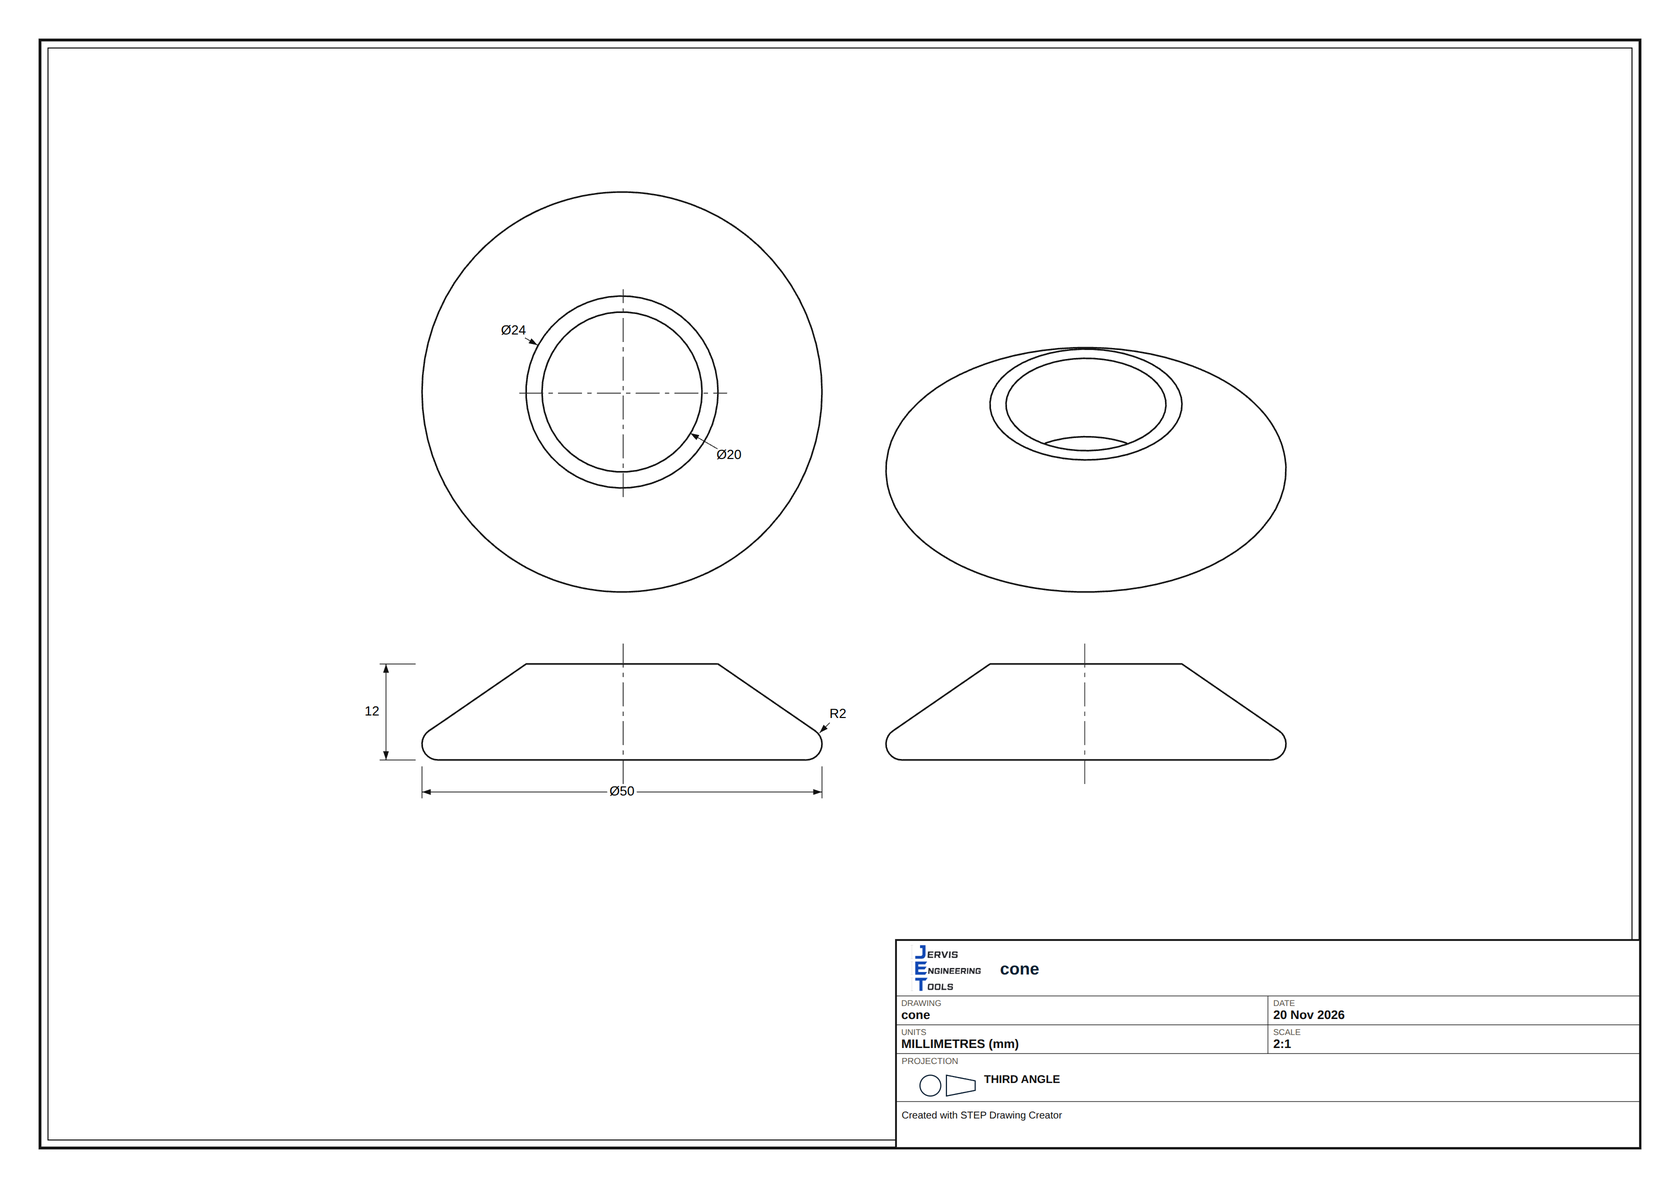 Ø24
Ø20
12
R2
Ø50
JERVIS
ENGINEERING
TOOLS
cone
DRAWING
cone
DATE
20 Nov 2026
UNITS
MILLIMETRES (mm)
SCALE
2:1
PROJECTION
THIRD ANGLE
Created with STEP Drawing Creator